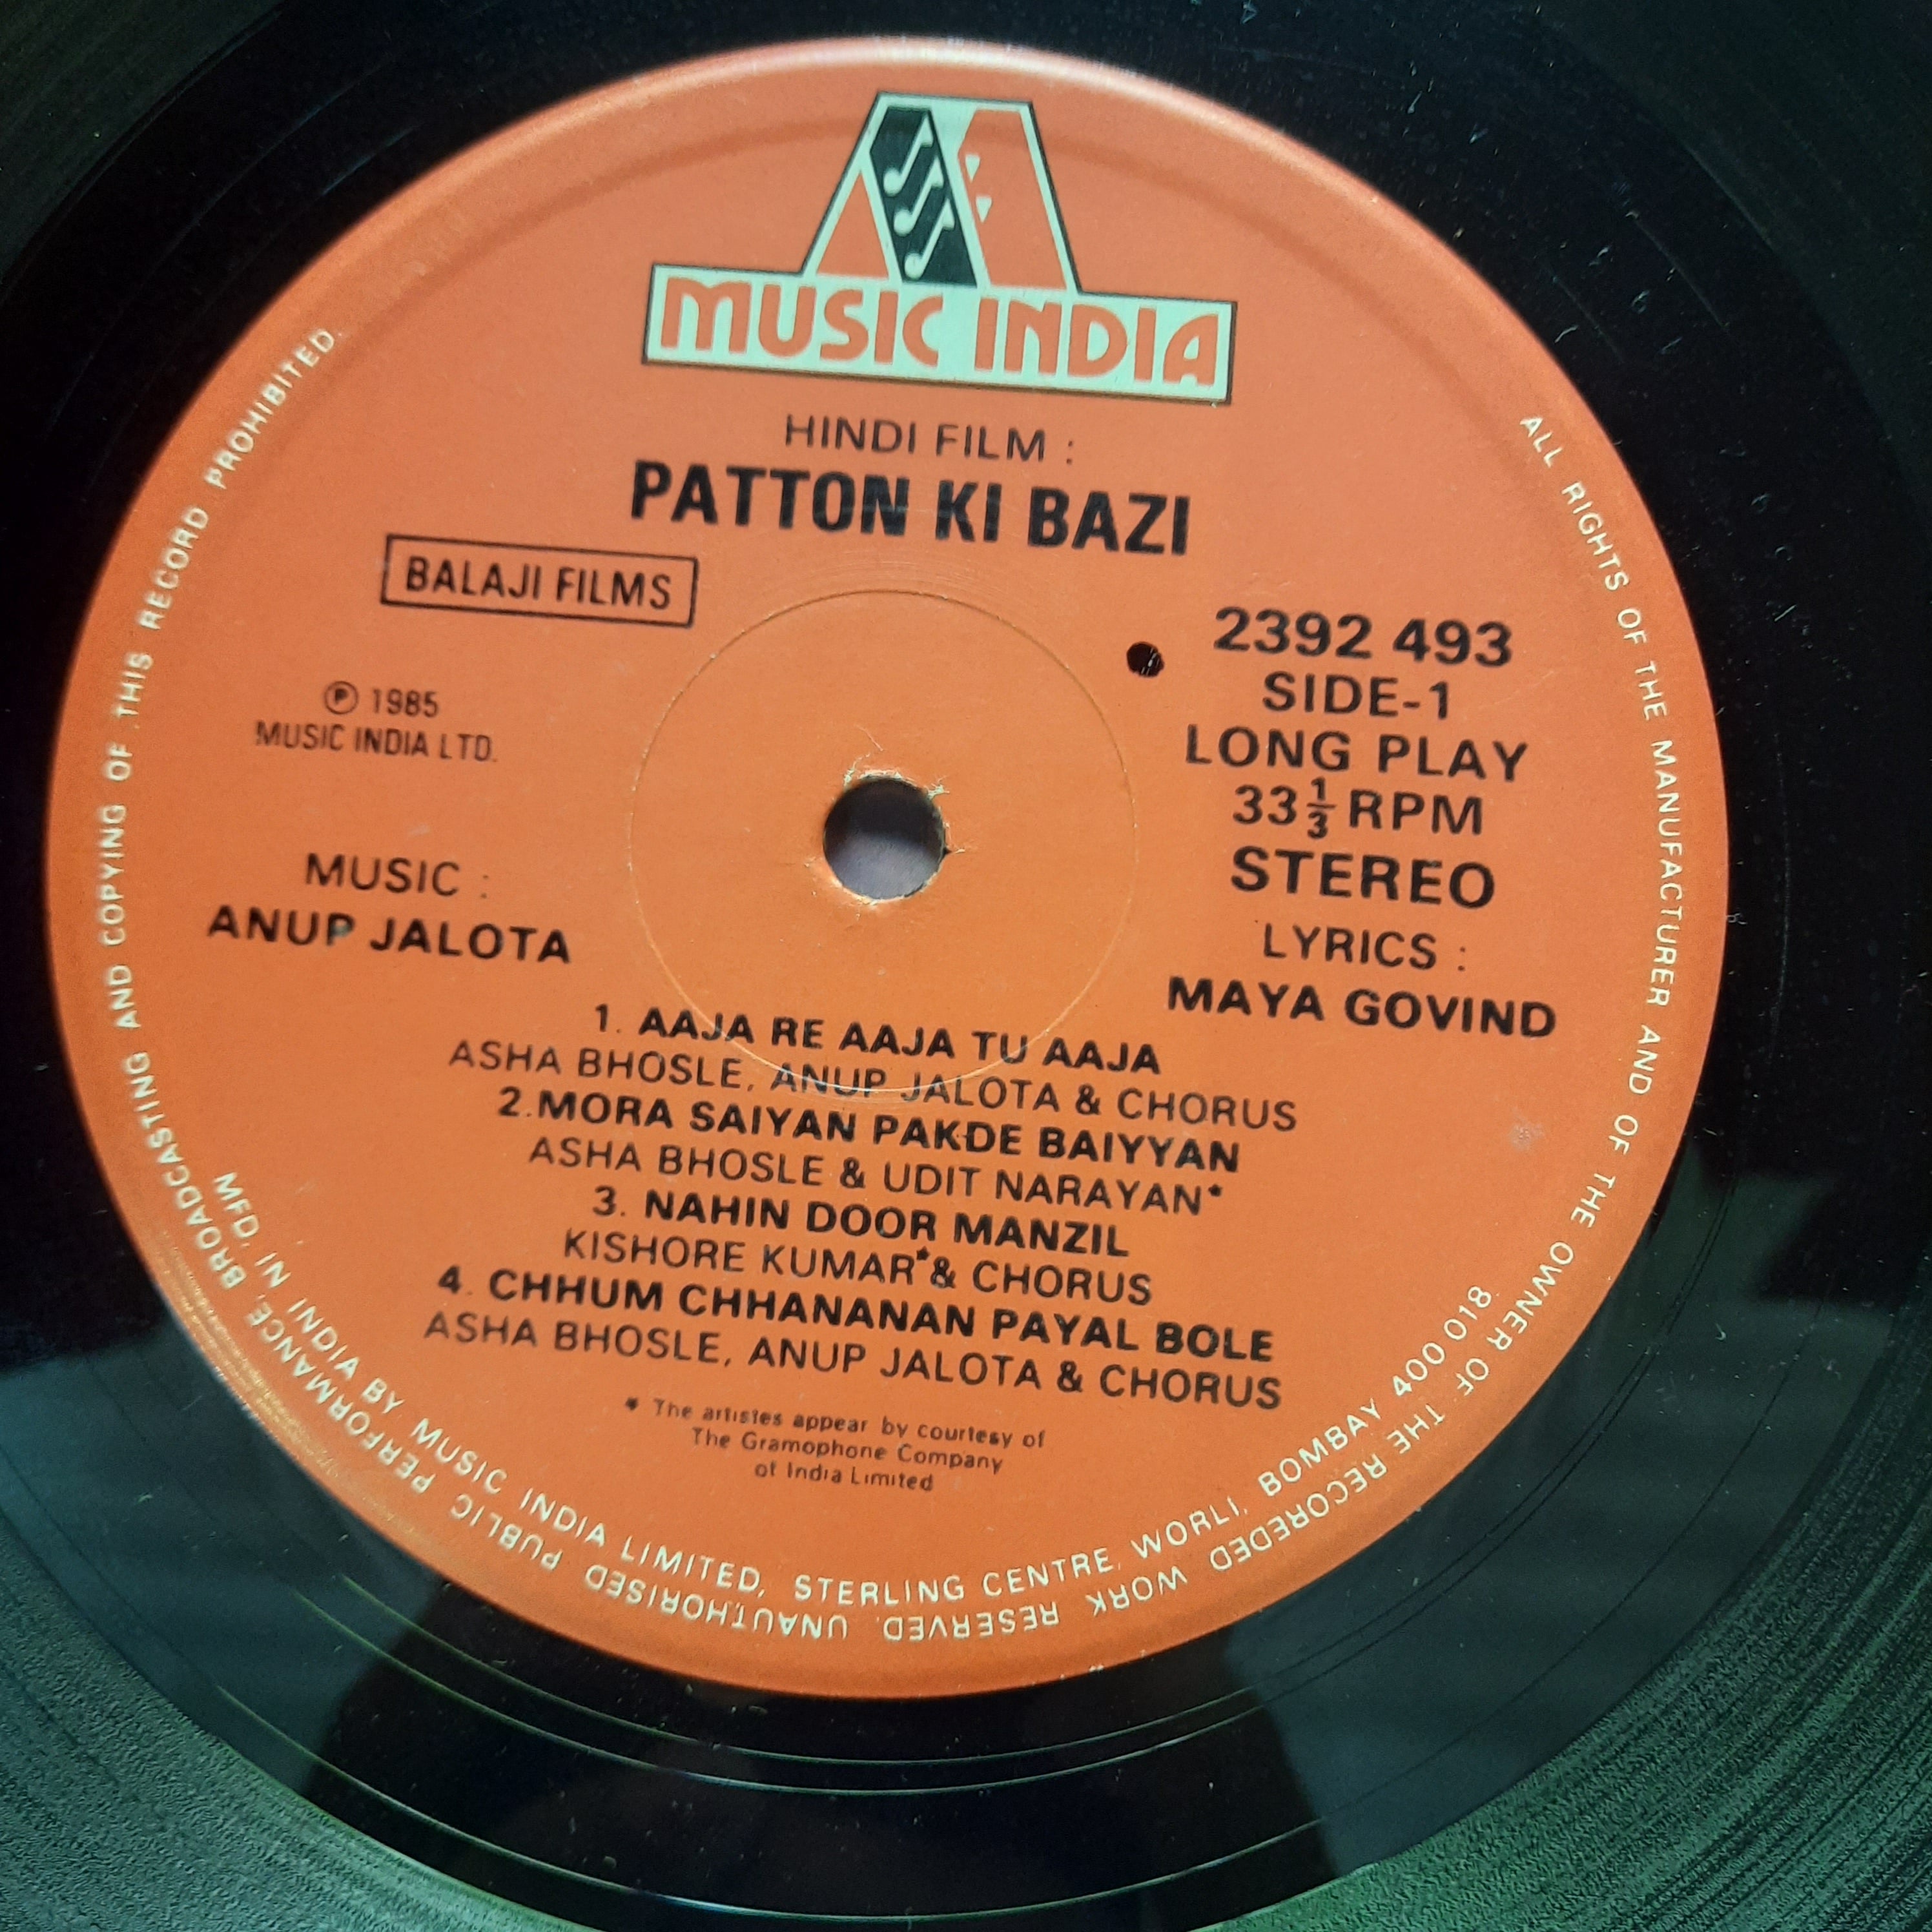 MUSIC INDIA
HINDI FILM :
PATTON KI BAZI
BALAJI FILMS
℗ 1985
MUSIC INDIA LTD.
2392 493
SIDE-1
LONG PLAY
33 1/3 RPM
STEREO
MUSIC :
ANUP JALOTA
LYRICS :
MAYA GOVIND
1. AAJA RE AAJA TU AAJA
ASHA BHOSLE, ANUP JALOTA & CHORUS
2. MORA SAIYAN PAKDE BAIYYAN
ASHA BHOSLE & UDIT NARAYAN*
3. NAHIN DOOR MANZIL
KISHORE KUMAR* & CHORUS
4. CHHUM CHHANANAN PAYAL BOLE
ASHA BHOSLE, ANUP JALOTA & CHORUS
* The artistes appear by courtesy of
The Gramophone Company
of India Limited
ALL RIGHTS OF THE MANUFACTURER AND OF THE OWNER OF THE RECOREDED WORK RESERVED. UNAUTHORISED PUBLIC PERFORMANCE, BROADCASTING AND COPYING OF THIS RECORD PROHIBITED.
MFD. IN INDIA BY MUSIC INDIA LIMITED, STERLING CENTRE, WORLI, BOMBAY 400 018.